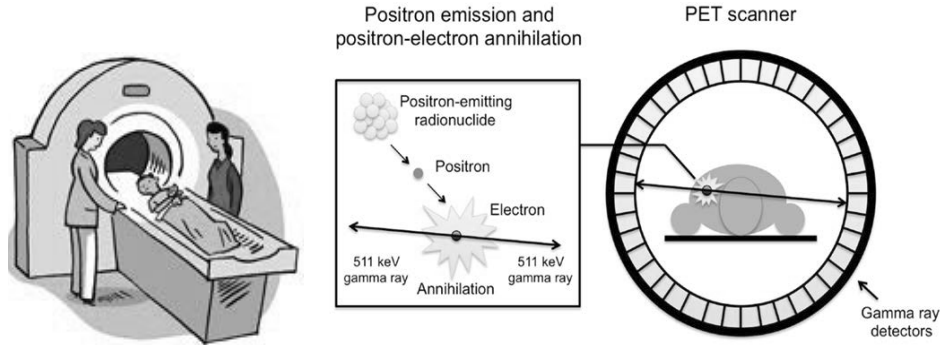 Positron emission and
positron-electron annihilation
PET scanner
Positron-emitting
radionuclide
Positron
Electron
511 keV
gamma ray
511 keV
gamma ray
Annihilation
Gamma ray
detectors